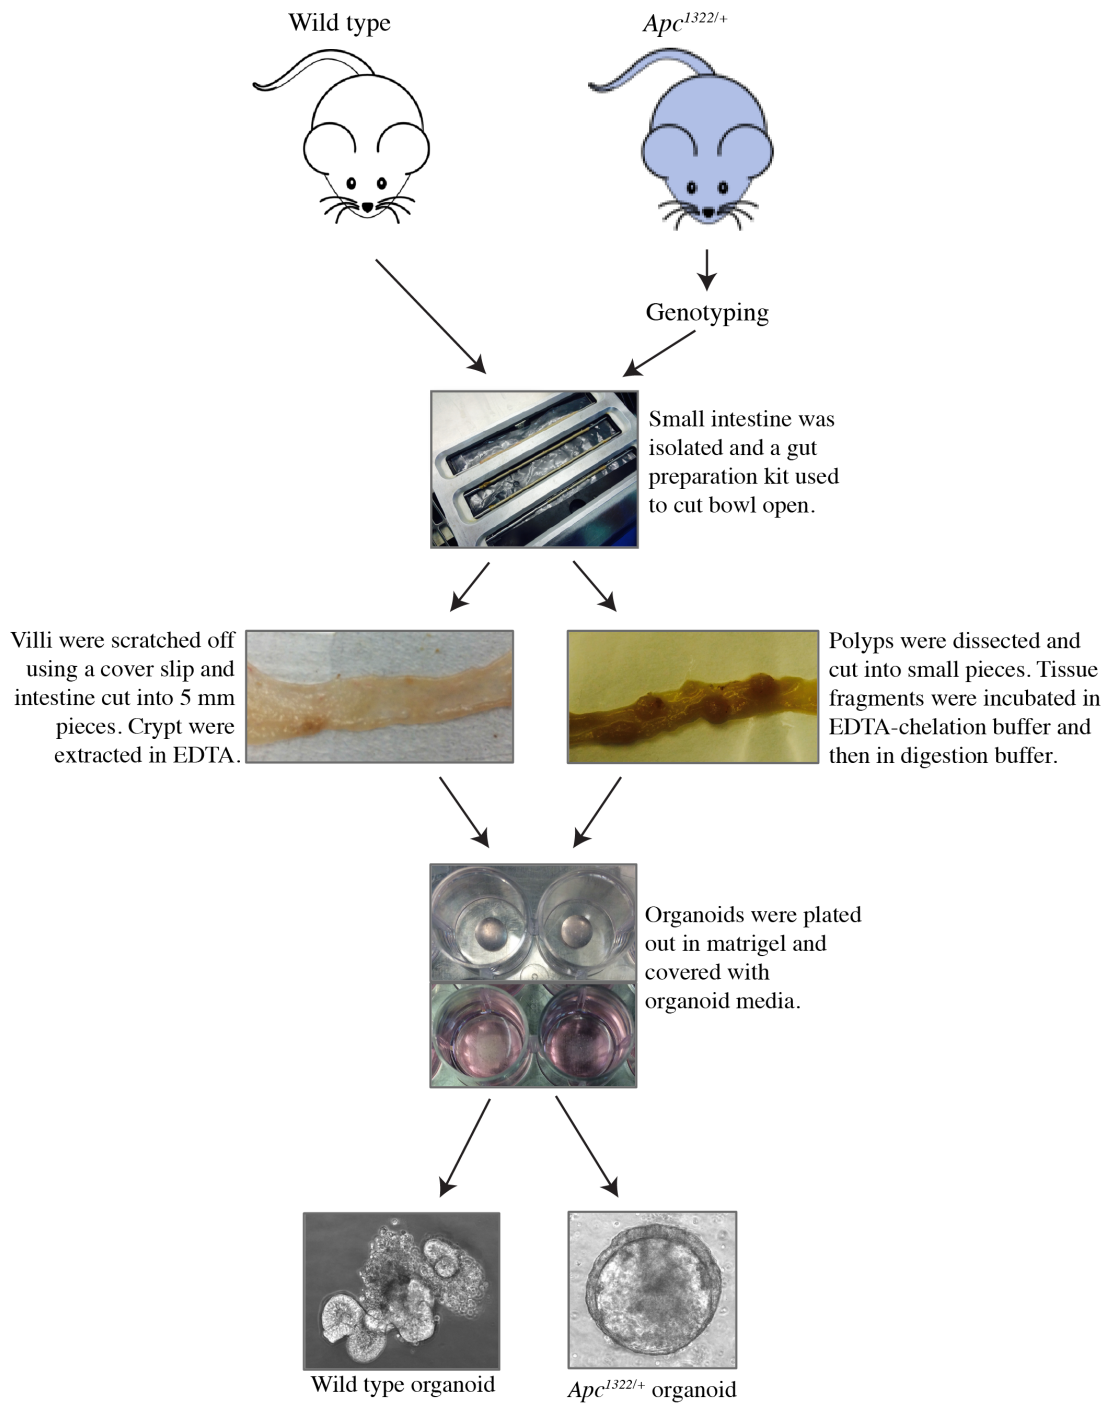 Wild type
Apc1322/+
Genotyping
Small intestine was
isolated and a gut
preparation kit used
to cut bowl open.
Villi were scratched off
using a cover slip and
intestine cut into 5 mm
pieces. Crypt were
extracted in EDTA.
Polyps were dissected and
cut into small pieces. Tissue
fragments were incubated in
EDTA-chelation buffer and
then in digestion buffer.
Organoids were plated
out in matrigel and
covered with
organoid media.
Wild type organoid
Apc1322/+ organoid